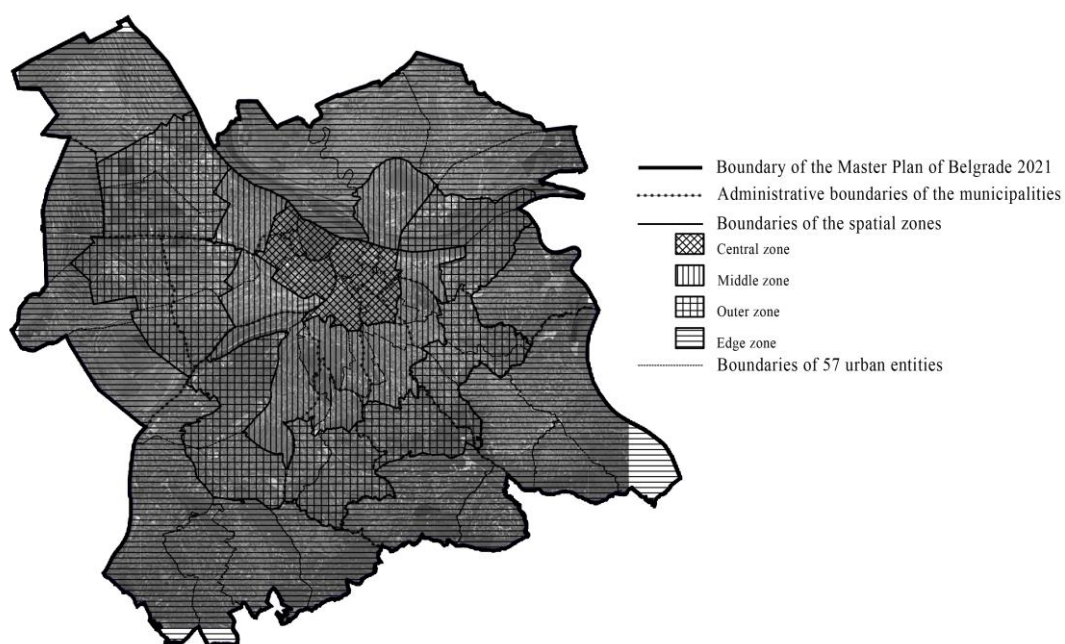 Boundary of the Master Plan of Belgrade 2021
Administrative boundaries of the municipalities
Boundaries of the spatial zones
Central zone
Middle zone
Outer zone
Edge zone
Boundaries of 57 urban entities